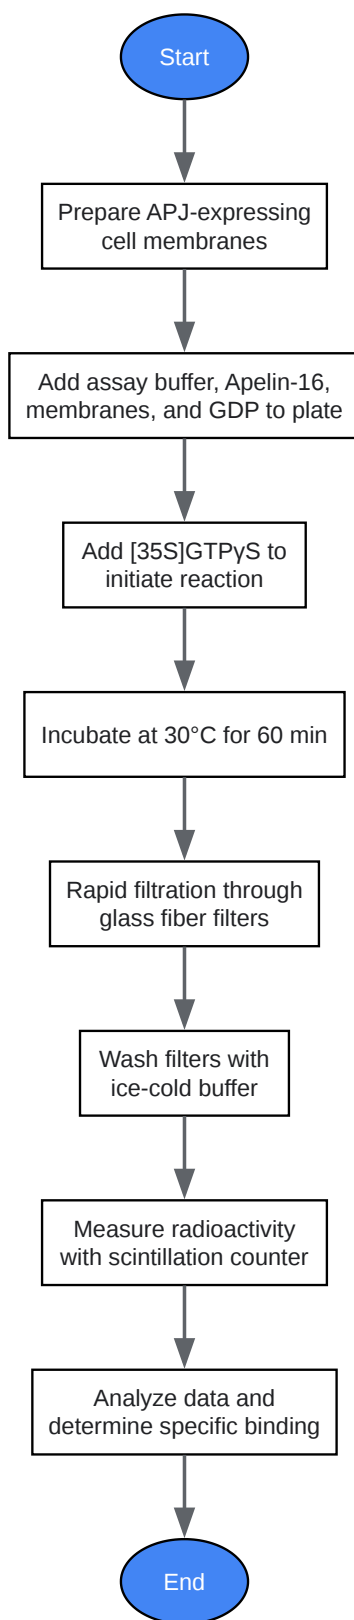 Start
Prepare APJ-expressing
cell membranes
Add assay buffer, Apelin-16,
membranes, and GDP to plate
Add [35S]GTPγS to
initiate reaction
Incubate at 30°C for 60 min
Rapid filtration through
glass fiber filters
Wash filters with
ice-cold buffer
Measure radioactivity
with scintillation counter
Analyze data and
determine specific binding
End